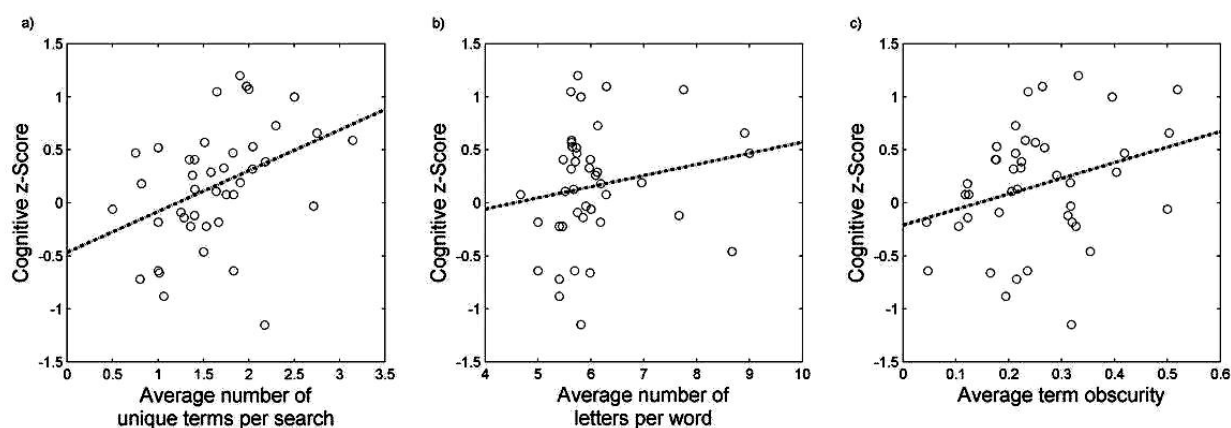 a)
Cognitive z-Score
1.5
1
0.5
0
-0.5
-1
-1.5
0 0.5 1 1.5 2 2.5 3 3.5
Average number of
unique terms per search
b)
Cognitive z-Score
1.5
1
0.5
0
-0.5
-1
-1.5
4 5 6 7 8 9 10
Average number of
letters per word
c)
Cognitive z-Score
1.5
1
0.5
0
-0.5
-1
-1.5
0 0.1 0.2 0.3 0.4 0.5 0.6
Average term obscurity